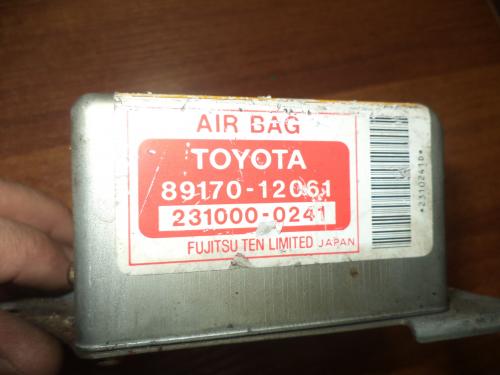 AIR BAG
TOYOTA
89170-12061
231000-0241
FUJITSU TEN LIMITED JAPAN